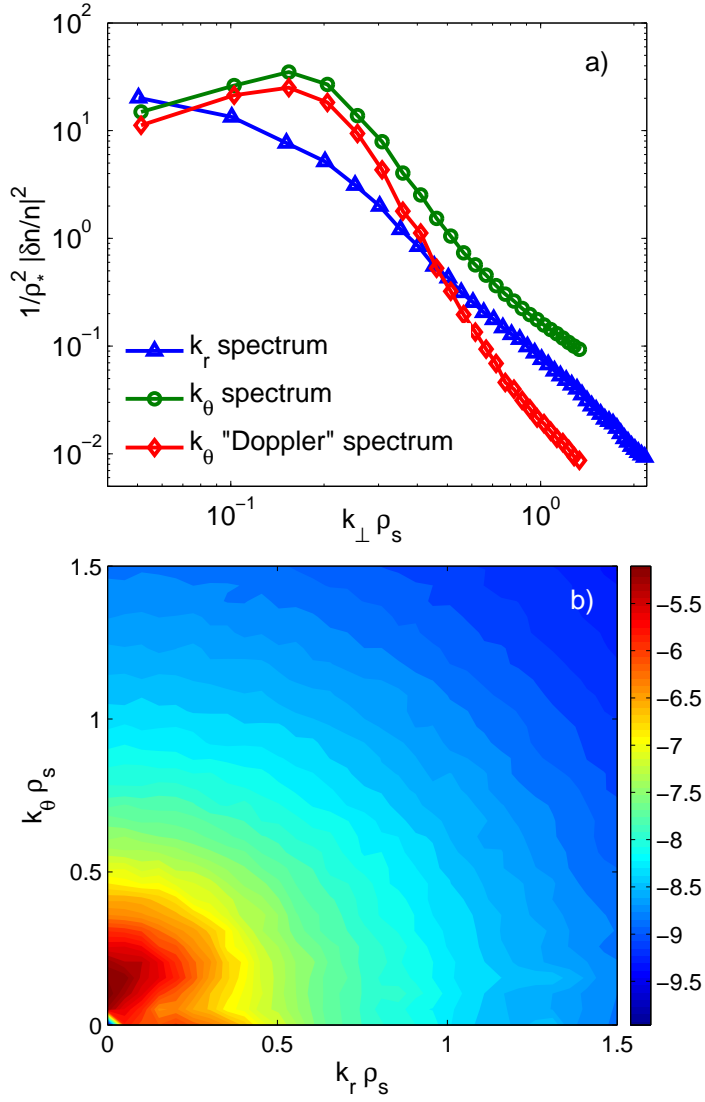 a)
10^2
10^1
10^0
10^-1
10^-2
1/ρ_*^2 |δn/n|^2
k_r spectrum
k_θ spectrum
k_θ "Doppler" spectrum
10^-1
10^0
k_⊥ ρ_s
b)
1.5
1
0.5
0
k_θ ρ_s
0
0.5
1
1.5
k_r ρ_s
−5.5
−6
−6.5
−7
−7.5
−8
−8.5
−9
−9.5